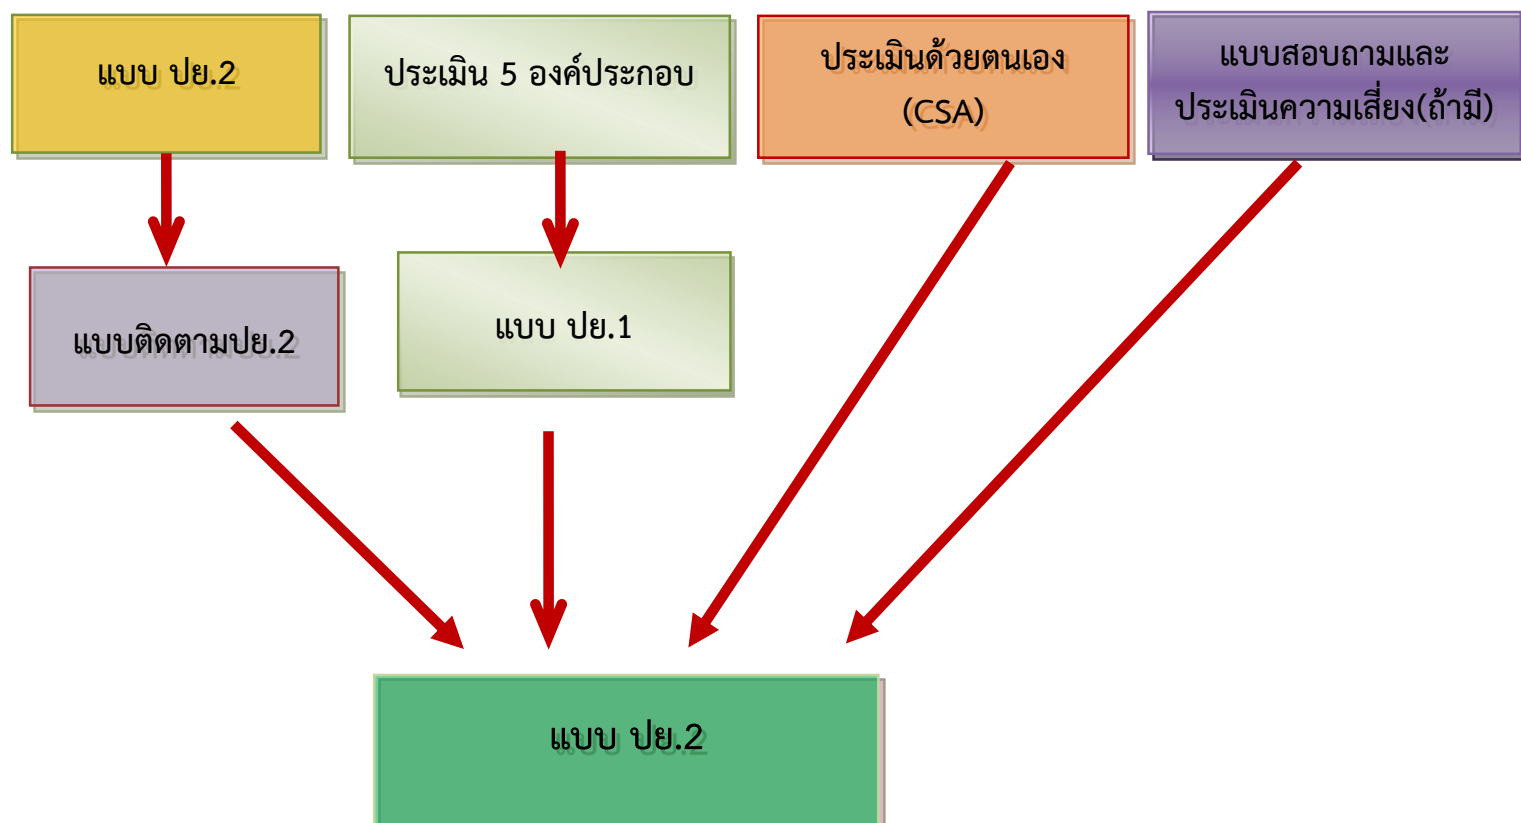 แบบ ปย.2
ประเมิน 5 องค์ประกอบ
ประเมินด้วยตนเอง
(CSA)
แบบสอบถามและ
ประเมินความเสี่ยง(ถ้ามี)
แบบติดตามปย.2
แบบ ปย.1
แบบ ปย.2